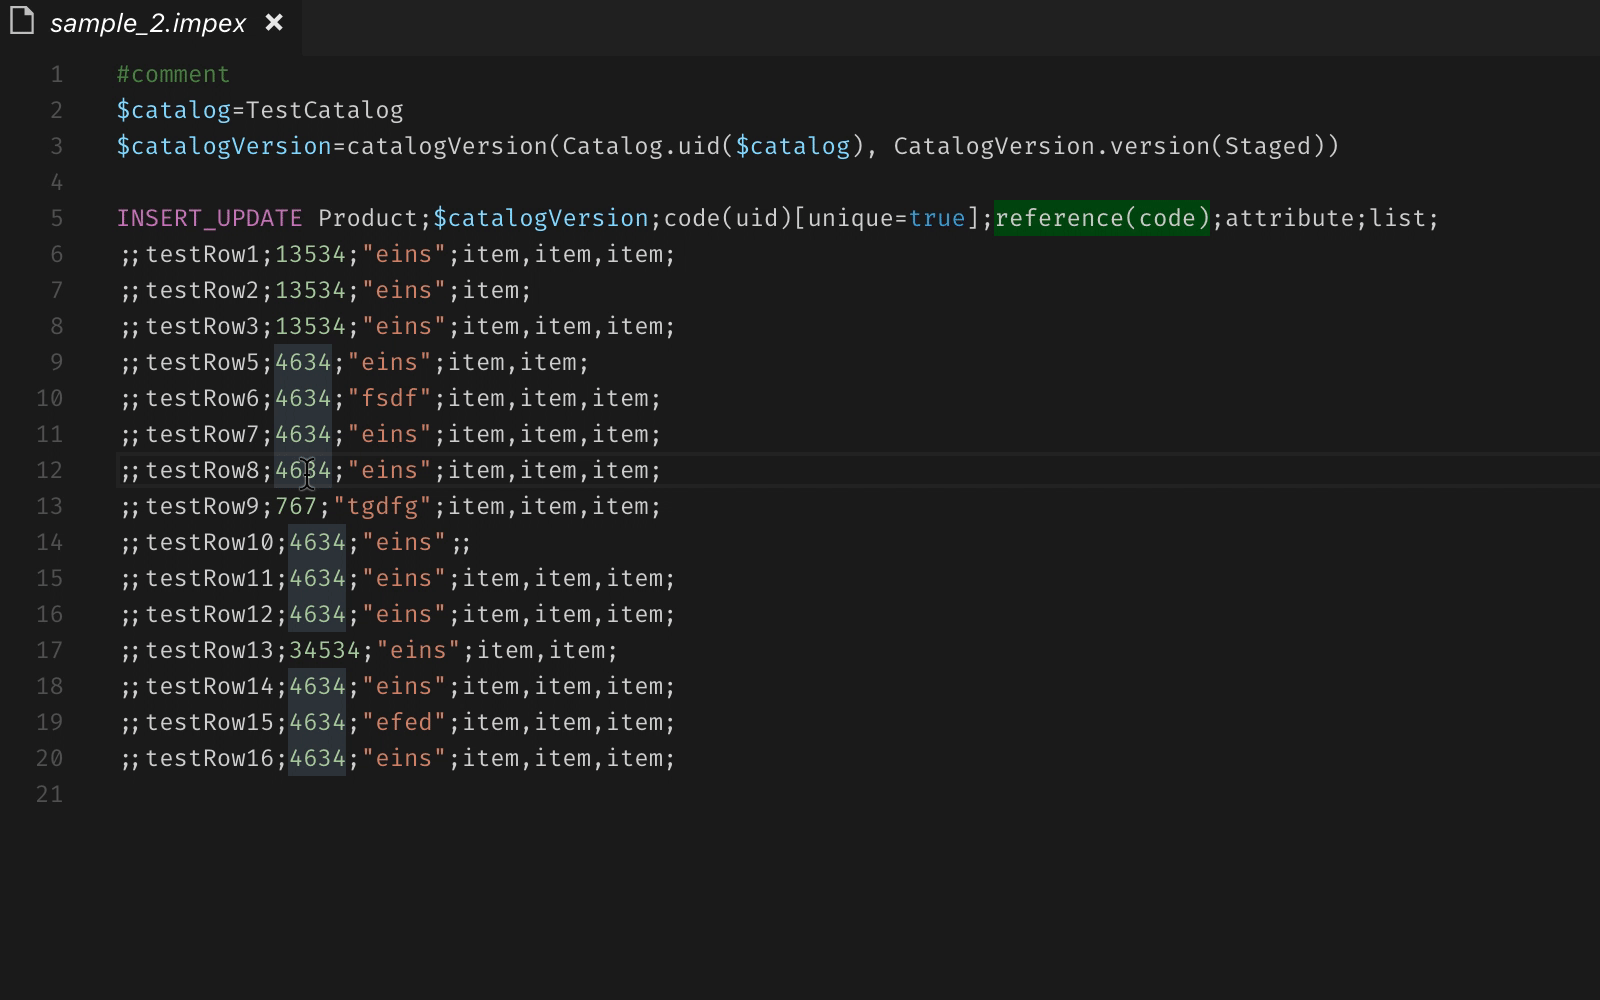 sample_2.impex ×
1 #comment
2 $catalog=TestCatalog
3 $catalogVersion=catalogVersion(Catalog.uid($catalog), CatalogVersion.version(Staged))
4
5 INSERT_UPDATE Product;$catalogVersion;code(uid)[unique=true];reference(code);attribute;list;
6 ;;testRow1;13534;"eins";item,item,item;
7 ;;testRow2;13534;"eins";item;
8 ;;testRow3;13534;"eins";item,item,item;
9 ;;testRow5;4634;"eins";item,item;
10 ;;testRow6;4634;"fsdf";item,item,item;
11 ;;testRow7;4634;"eins";item,item,item;
12 ;;testRow8;4634;"eins";item,item,item;
13 ;;testRow9;767;"tgdfg";item,item,item;
14 ;;testRow10;4634;"eins";;
15 ;;testRow11;4634;"eins";item,item,item;
16 ;;testRow12;4634;"eins";item,item,item;
17 ;;testRow13;34534;"eins";item,item;
18 ;;testRow14;4634;"eins";item,item,item;
19 ;;testRow15;4634;"efed";item,item,item;
20 ;;testRow16;4634;"eins";item,item,item;
21